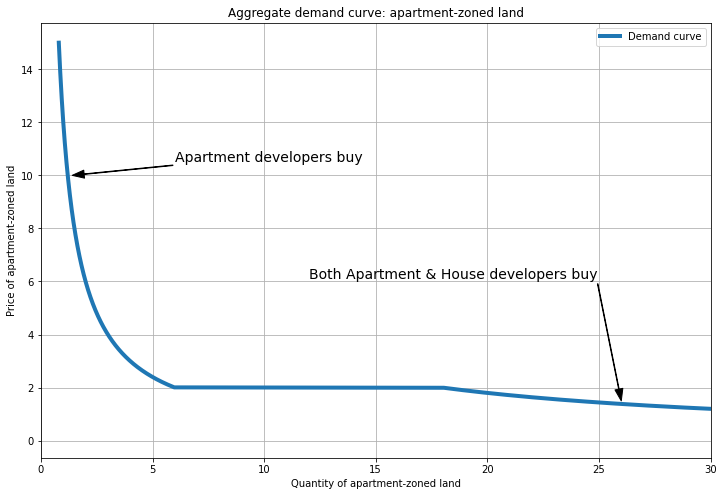 Aggregate demand curve: apartment-zoned land
Demand curve
Apartment developers buy
Both Apartment & House developers buy
Price of apartment-zoned land
14
12
10
8
6
4
2
0
0 5 10 15 20 25 30
Quantity of apartment-zoned land